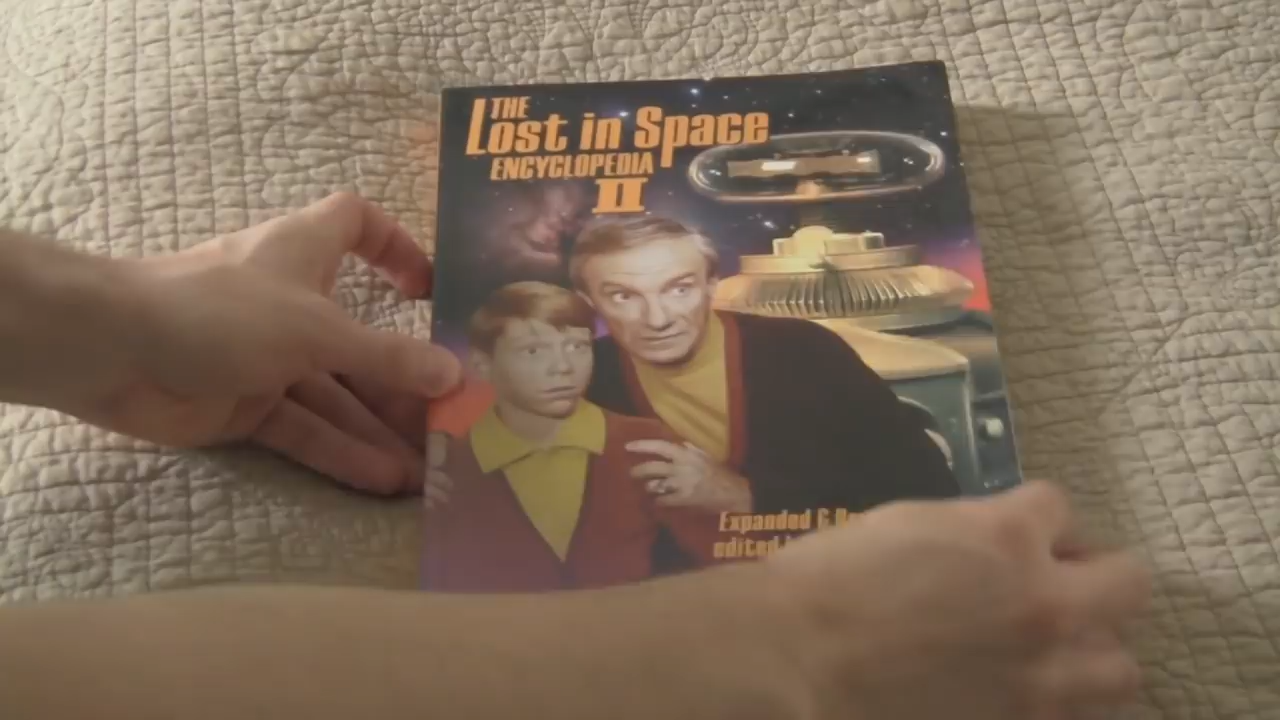 THE
Lost in Space
ENCYCLOPEDIA
II
Expanded &
edited